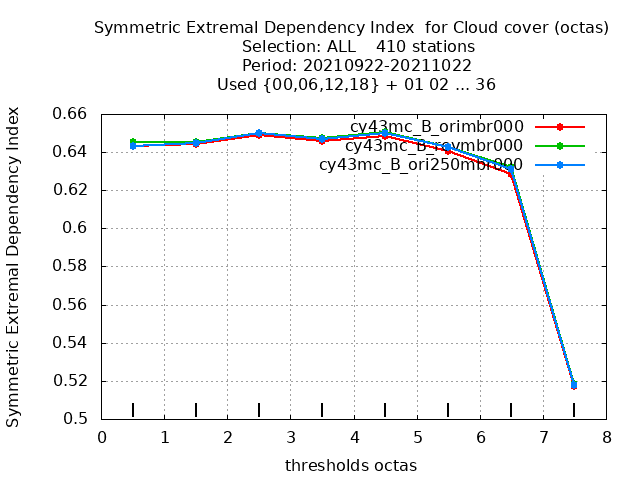 Symmetric Extremal Dependency Index  for Cloud cover (octas)
Selection: ALL    410 stations
Period: 20210922-20211022
Used {00,06,12,18} + 01 02 ... 36
cy43mc_B_orimbr000
cy43mc_B_
mbr000
cy43mc_B_ori250mbr000
Symmetric Extremal Dependency Index
0.66
0.64
0.62
0.6
0.58
0.56
0.54
0.52
0.5
0 1 2 3 4 5 6 7 8
thresholds octas